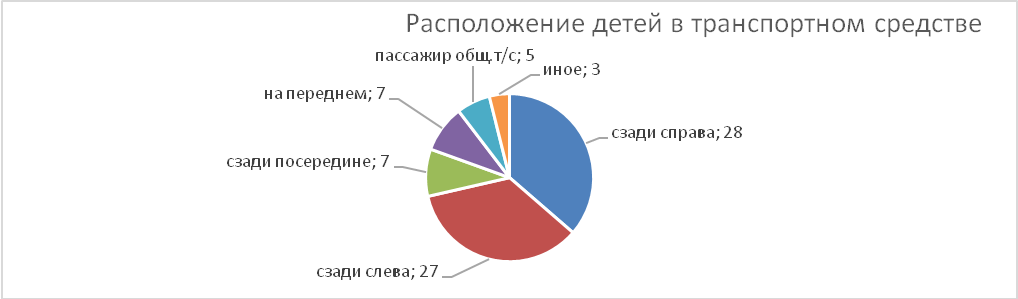 Расположение детей в транспортном средстве
пассажир общ.т/с; 5
иное; 3
на переднем; 7
сзади справа; 28
сзади посередине; 7
сзади слева; 27